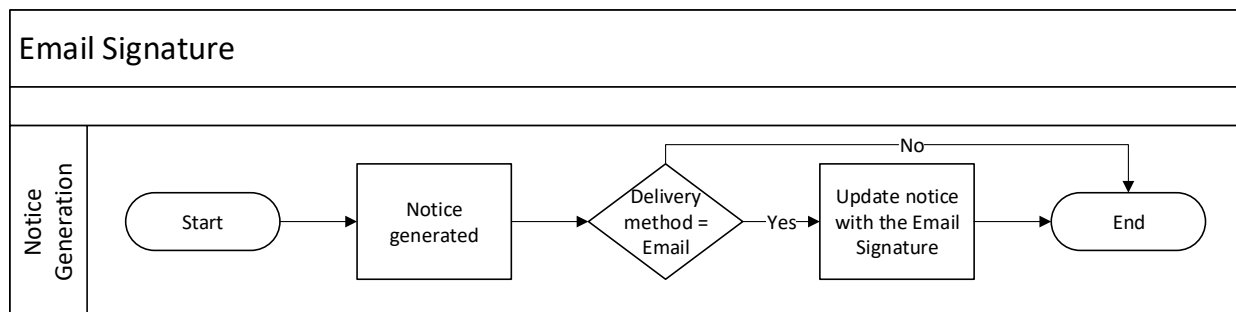 Email Signature
Notice
Generation
Start
Notice
generated
Delivery
method =
Email
No
Yes
Update notice
with the Email
Signature
End